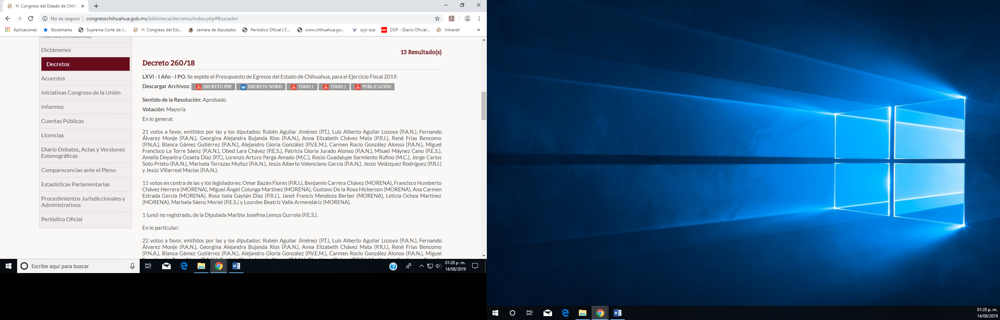 H. Congreso del Estado de Chihu
No es seguro | congresochihuahua.gob.mx/biblioteca/decretos/index.php#Buscador
Aplicaciones Bookmarks Suprema Corte de J... H. Congreso del Est... camara de diputados Periódico Oficial | C... www.chihuahua.go... scjn exp DOF DOF - Diario Oficial... Intranet »
Asuntos (Iniciativas)
Dictámenes
Decretos
Acuerdos
Iniciativas Congreso de la Unión
Informes
Cuentas Públicas
Licencias
Diario Debates, Actas y Versiones
Estenográficas
Comparecencias ante el Pleno
Estadísticas Parlamentarias
Procedimientos Jurisdiccionales y
Administrativos
Periódico Oficial
13 Resultado(s)
Decreto 260/18
LXVI - I Año - I PO. Se expide el Presupuesto de Egresos del Estado de Chihuahua, para el Ejercicio Fiscal 2019.
Descargar Archivos: DECRETO PDF DECRETO WORD TOMO 1 TOMO 2 PUBLICACIÓN
Sentido de la Resolución: Aprobado
Votación: Mayoría
En lo general:
21 votos a favor, emitidos por las y los diputados: Rubén Aguilar Jiménez (P.T.), Luis Alberto Aguilar Lozoya (P.A.N.), Fernando
Álvarez Monje (P.A.N.), Georgina Alejandra Bujanda Ríos (P.A.N.), Anna Elizabeth Chávez Mata (P.R.I.), René Frías Bencomo
(P.N.A.), Blanca Gámez Gutiérrez (P.A.N.), Alejandro Gloria González (P.V.E.M.), Carmen Rocío González Alonso (P.A.N.), Miguel
Francisco La Torre Sáenz (P.A.N.), Obed Lara Chávez (P.E.S.), Patricia Gloria Jurado Alonso (P.A.N.), Misael Máynez Cano (P.E.S.),
Amelia Deyanira Ozaeta Díaz (P.T.), Lorenzo Arturo Parga Amado (M.C.), Rocio Guadalupe Sarmiento Rufino (M.C.), Jorge Carlos
Soto Prieto (P.A.N.), Marisela Terrazas Muñoz (P.A.N.), Jesús Alberto Valenciano García (P.A.N.), Jesús Velázquez Rodríguez (P.R.I.)
y Jesús Villarreal Macías (P.A.N.).
11 votos en contra de las y los legisladores: Omar Bazán Flores (P.R.I.), Benjamín Carrera Chávez (MORENA), Francisco Humberto
Chávez Herrera (MORENA), Miguel Ángel Colunga Martínez (MORENA), Gustavo De la Rosa Hickerson (MORENA), Ana Carmen
Estrada García (MORENA), Rosa Isela Gaytán Díaz (P.R.I.), Janet Francis Mendoza Berber (MORENA), Leticia Ochoa Martínez
(MORENA), Marisela Sáenz Moriel (P.E.S.) y Lourdes Beatriz Valle Armendáriz (MORENA).
1 (uno) no registrado, de la Diputada Martha Josefina Lemus Gurrola (P.E.S.).
En lo particular:
22 votos a favor, emitidos por las y los diputados: Rubén Aguilar Jiménez (P.T.), Luis Alberto Aguilar Lozoya (P.A.N.), Fernando
Álvarez Monje (P.A.N.), Georgina Alejandra Bujanda Ríos (P.A.N.), Anna Elizabeth Chávez Mata (P.R.I.), René Frías Bencomo
(P.N.A.), Blanca Gámez Gutiérrez (P.A.N.), Alejandro Gloria González (P.V.E.M.), Carmen Rocío González Alonso (P.A.N.), Miguel
Escribe aquí para buscar
01:28 p. m.
14/08/2019
01:28 p. m.
14/08/2019